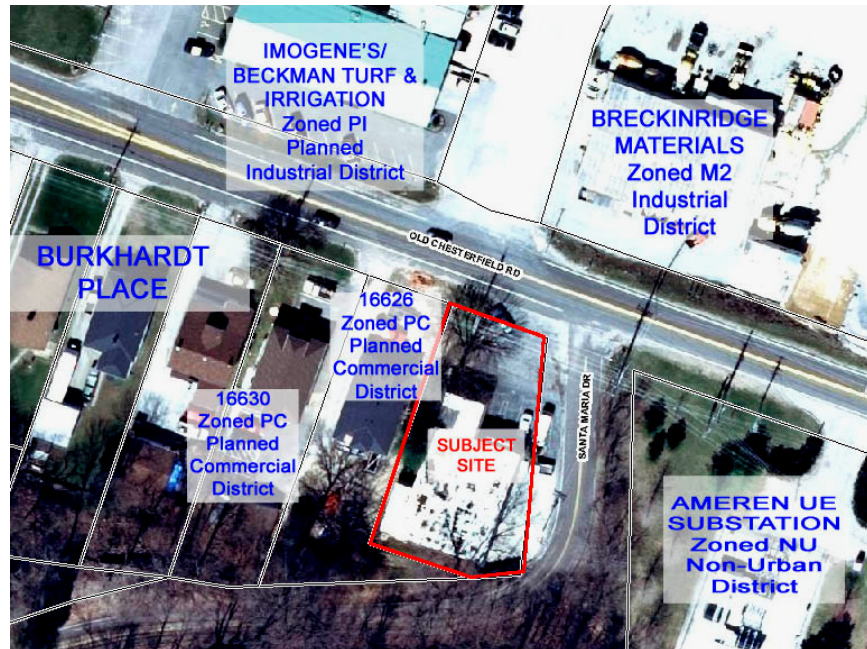 IMOGENE'S/
BECKMAN TURF &
IRRIGATION
Zoned PI
Planned
Industrial District
BRECKINRIDGE
MATERIALS
Zoned M2
Industrial
District
OLD CHESTERFIELD RD
BURKHARDT
PLACE
16626
Zoned PC
Planned
Commercial
District
16630
Zoned PC
Planned
Commercial
District
SUBJECT
SITE
SANTA MARIA DR
AMEREN UE
SUBSTATION
Zoned NU
Non-Urban
District